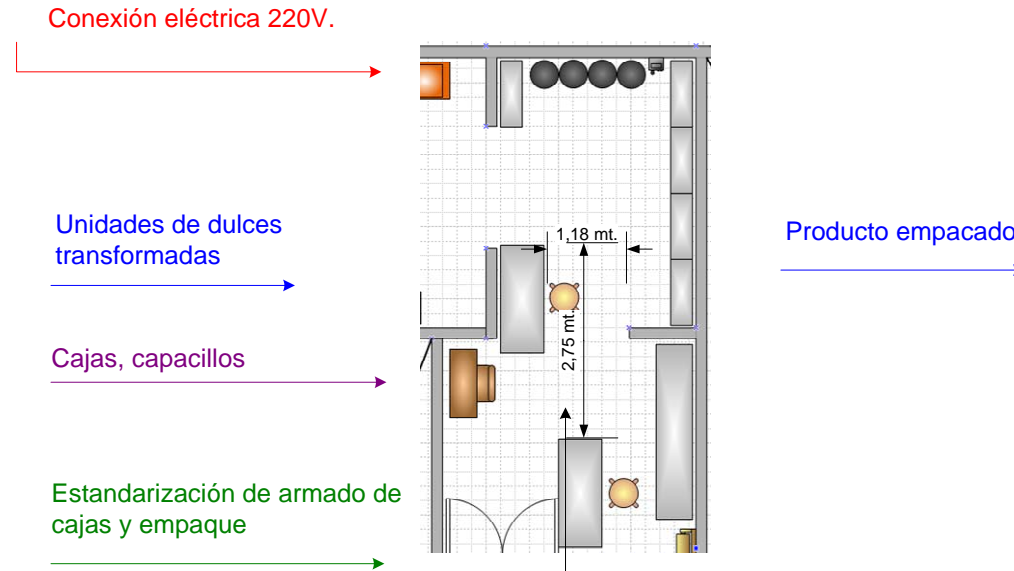 Conexión eléctrica 220V.
Unidades de dulces
transformadas
1,18 mt.
Producto empacado
2,75 mt.
Cajas, capacillos
Estandarización de armado de
cajas y empaque